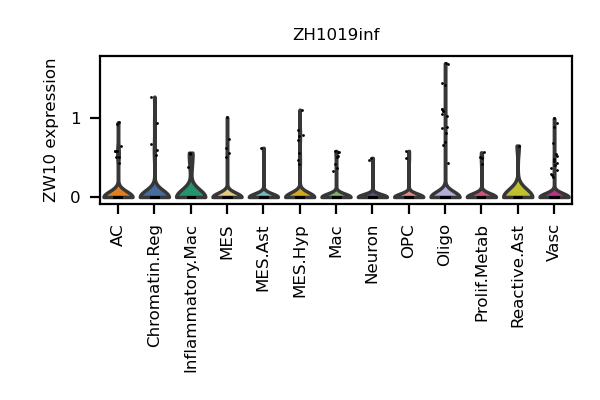 ZH1019inf
ZW10 expression
1
0
AC
Chromatin.Reg
Inflammatory.Mac
MES
MES.Ast
MES.Hyp
Mac
Neuron
OPC
Oligo
Prolif.Metab
Reactive.Ast
Vasc